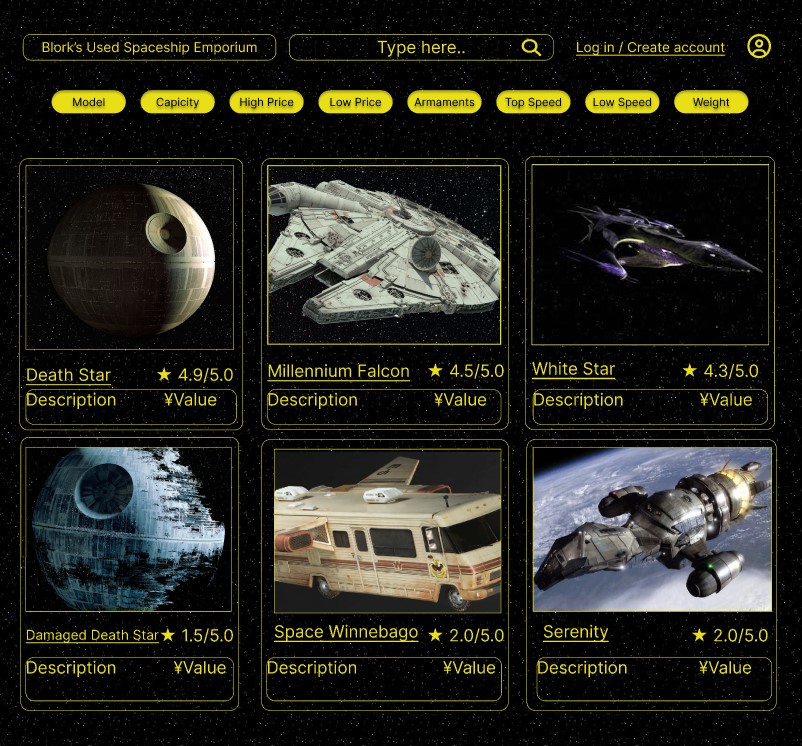 Blork's Used Spaceship Emporium
Type here..
Log in / Create account
Model
Capicity
High Price
Low Price
Armaments
Top Speed
Low Speed
Weight
Death Star ★ 4.9/5.0
Description ¥Value
Millennium Falcon ★ 4.5/5.0
Description ¥Value
White Star ★ 4.3/5.0
Description ¥Value
Damaged Death Star ★ 1.5/5.0
Description ¥Value
Space Winnebago ★ 2.0/5.0
Description ¥Value
Serenity ★ 2.0/5.0
Description ¥Value